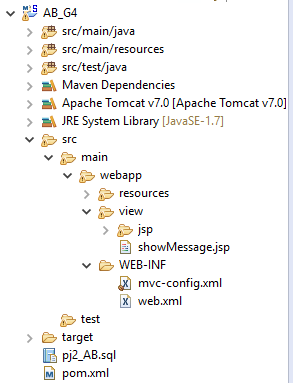 AB_G4
src/main/java
src/main/resources
src/test/java
Maven Dependencies
Apache Tomcat v7.0 [Apache Tomcat v7.0]
JRE System Library [JavaSE-1.7]
src
main
webapp
resources
view
jsp
showMessage.jsp
WEB-INF
mvc-config.xml
web.xml
test
target
pj2_AB.sql
pom.xml